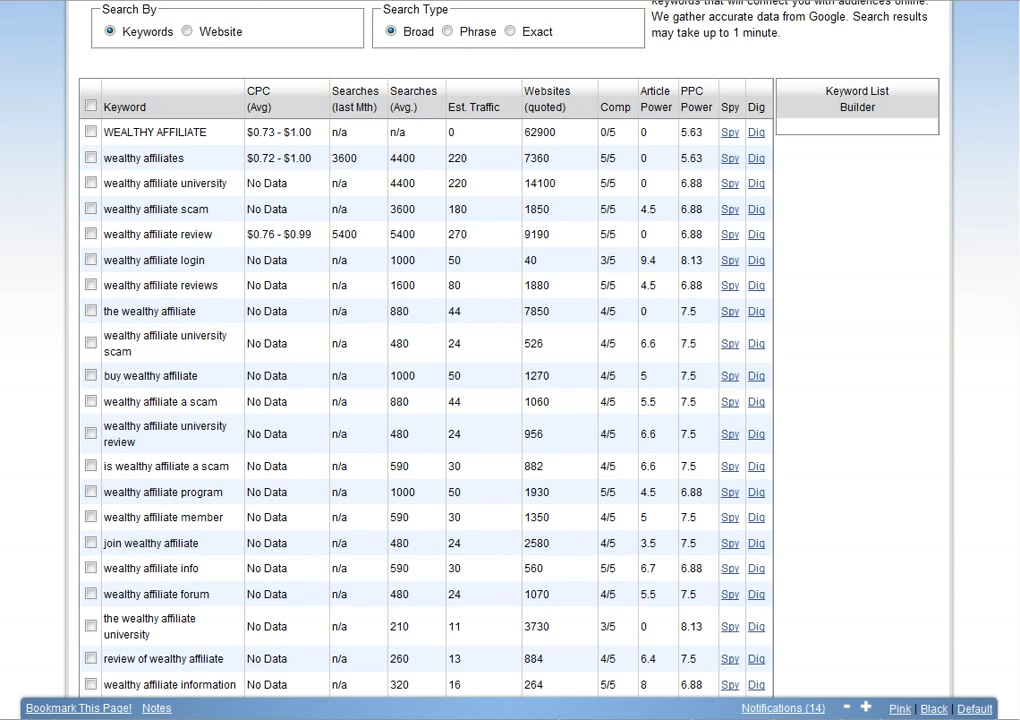 Search By
Keywords Website
Search Type
Broad Phrase Exact
We gather accurate data from Google. Search results
may take up to 1 minute.
Keyword CPC (Avg) Searches (last Mth) Searches (Avg.) Est. Traffic Websites (quoted) Comp Article Power PPC Power Spy Dig
Keyword List
Builder
WEALTHY AFFILIATE $0.73 - $1.00 n/a n/a 0 62900 0/5 0 5.63 Spy Dig
wealthy affiliates $0.72 - $1.00 3600 4400 220 7360 5/5 0 5.63 Spy Dig
wealthy affiliate university No Data n/a 4400 220 14100 5/5 0 6.88 Spy Dig
wealthy affiliate scam No Data n/a 3600 180 1850 5/5 4.5 6.88 Spy Dig
wealthy affiliate review $0.76 - $0.99 5400 5400 270 9190 5/5 0 6.88 Spy Dig
wealthy affiliate login No Data n/a 1000 50 40 3/5 9.4 8.13 Spy Dig
wealthy affiliate reviews No Data n/a 1600 80 1880 5/5 4.5 6.88 Spy Dig
the wealthy affiliate No Data n/a 880 44 7850 4/5 0 7.5 Spy Dig
wealthy affiliate university
scam No Data n/a 480 24 526 4/5 6.6 7.5 Spy Dig
buy wealthy affiliate No Data n/a 1000 50 1270 4/5 5 7.5 Spy Dig
wealthy affiliate a scam No Data n/a 880 44 1060 4/5 5.5 7.5 Spy Dig
wealthy affiliate university
review No Data n/a 480 24 956 4/5 6.6 7.5 Spy Dig
is wealthy affiliate a scam No Data n/a 590 30 882 4/5 6.6 7.5 Spy Dig
wealthy affiliate program No Data n/a 1000 50 1930 5/5 4.5 6.88 Spy Dig
wealthy affiliate member No Data n/a 590 30 1350 4/5 5 7.5 Spy Dig
join wealthy affiliate No Data n/a 480 24 2580 4/5 3.5 7.5 Spy Dig
wealthy affiliate info No Data n/a 590 30 560 5/5 6.7 6.88 Spy Dig
wealthy affiliate forum No Data n/a 480 24 1070 4/5 5.5 7.5 Spy Dig
the wealthy affiliate
university No Data n/a 210 11 3730 3/5 0 8.13 Spy Dig
review of wealthy affiliate No Data n/a 260 13 884 4/5 6.4 7.5 Spy Dig
wealthy affiliate information No Data n/a 320 16 264 5/5 8 6.88 Spy Dig
Bookmark This Page! Notes Notifications (14) - + Pink | Black | Default